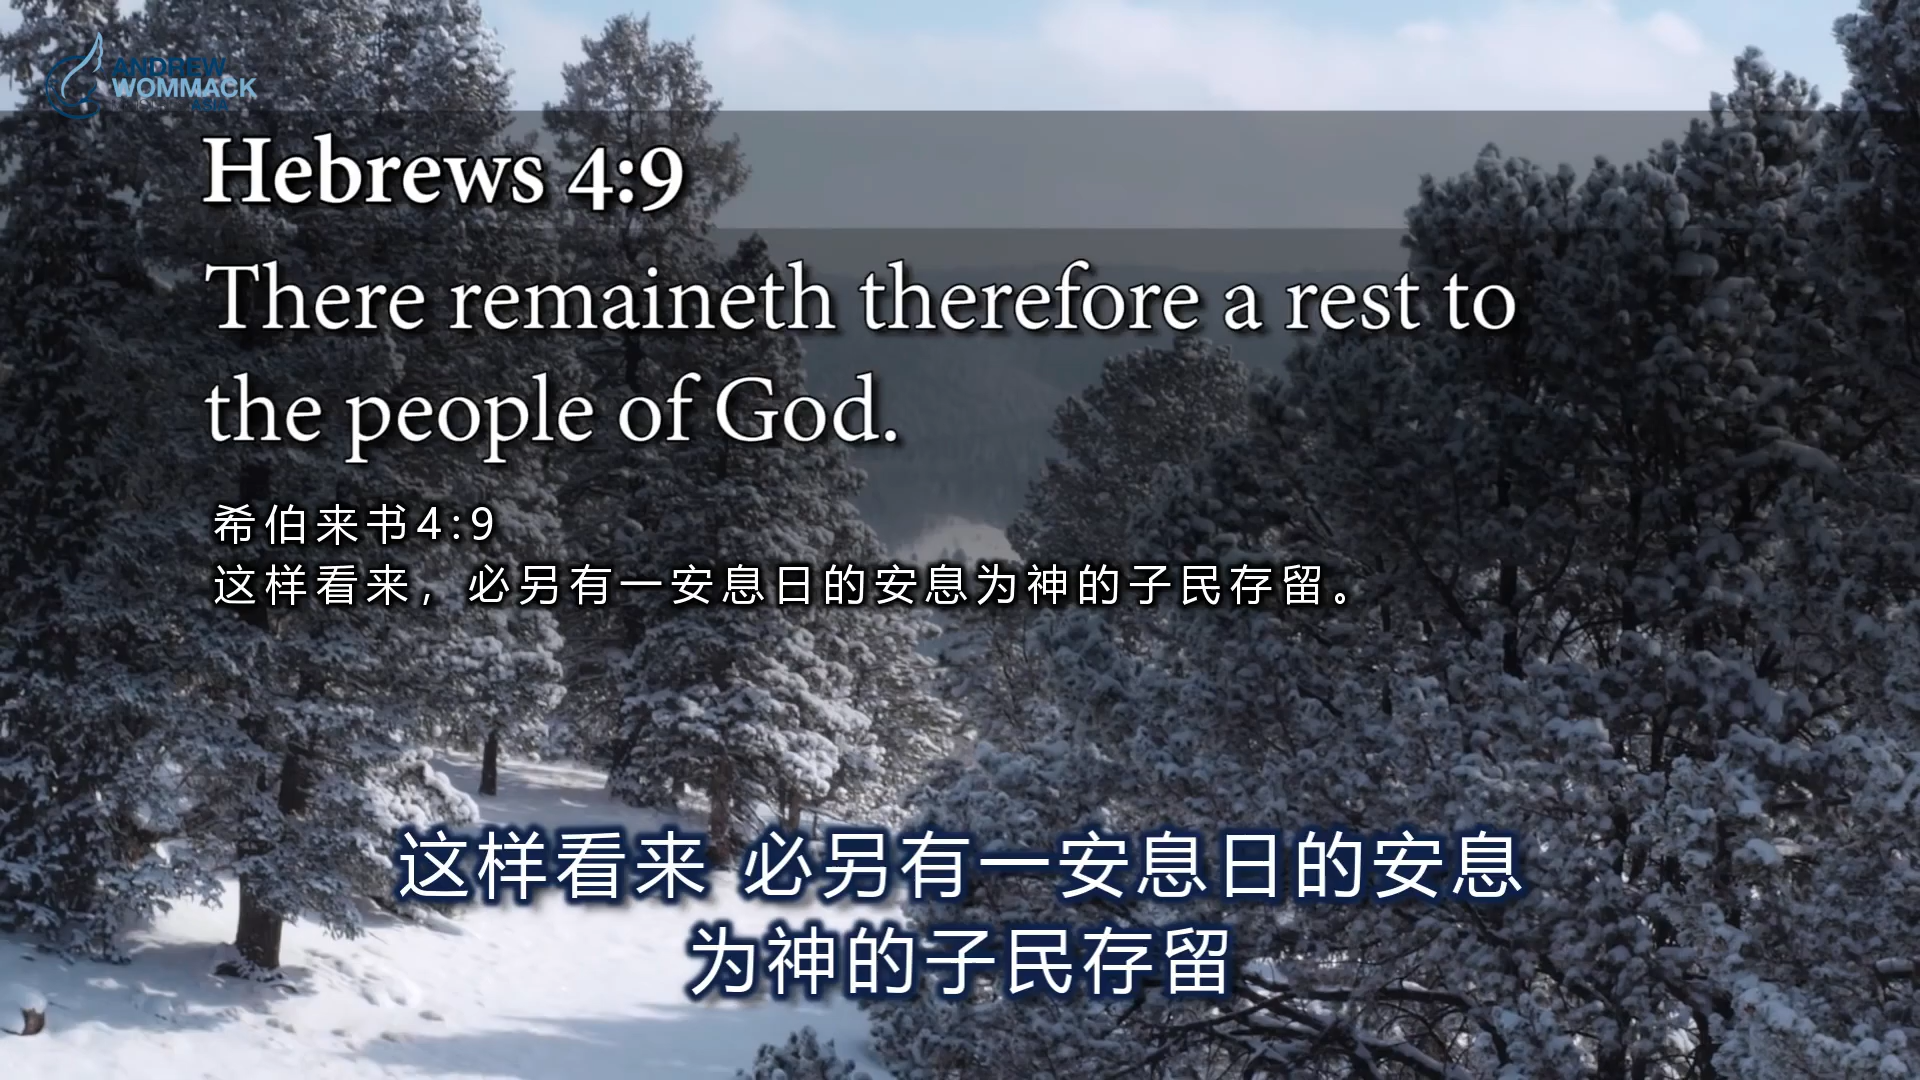 ANDREW
WOMMACK
ASIA
Hebrews 4:9
There remaineth therefore a rest to
the people of God.
希伯来书4:9
这样看来，必另有一安息日的安息为神的子民存留。
这样看来 必另有一安息日的安息
为神的子民存留